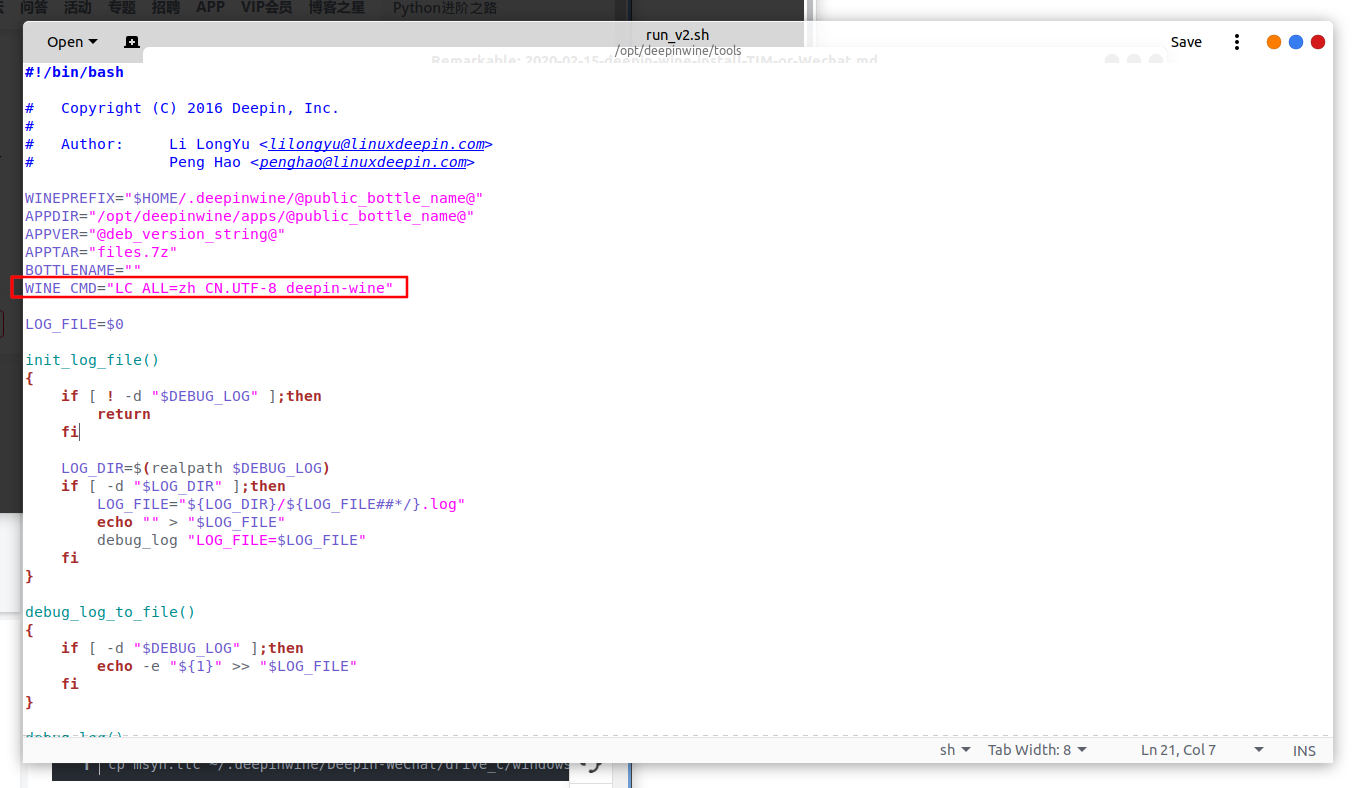 问答 活动 专题 招聘 APP VIP会员 博客之星 Python进阶之路
Open
run_v2.sh
/opt/deepinwine/tools
Save
Remarkable: 2020-02-15-deepin-wine-install-TIM-or-Wechat.md
#!/bin/bash
#   Copyright (C) 2016 Deepin, Inc.
#
#   Author:     Li LongYu <lilongyu@linuxdeepin.com>
#               Peng Hao <penghao@linuxdeepin.com>
WINEPREFIX="$HOME/.deepinwine/@public_bottle_name@"
APPDIR="/opt/deepinwine/apps/@public_bottle_name@"
APPVER="@deb_version_string@"
APPTAR="files.7z"
BOTTLENAME=""
WINE_CMD="LC_ALL=zh_CN.UTF-8 deepin-wine"
LOG_FILE=$0
init_log_file()
{
    if [ ! -d "$DEBUG_LOG" ];then
        return
    fi
    LOG_DIR=$(realpath $DEBUG_LOG)
    if [ -d "$LOG_DIR" ];then
        LOG_FILE="${LOG_DIR}/${LOG_FILE##*/}.log"
        echo "" > "$LOG_FILE"
        debug_log "LOG_FILE=$LOG_FILE"
    fi
}
debug_log_to_file()
{
    if [ -d "$DEBUG_LOG" ];then
        echo -e "${1}" >> "$LOG_FILE"
    fi
}
debug_log()
sh Tab Width: 8 Ln 21, Col 7 INS
1 cp msyh.ttc ~/.deepinwine/Deepin-WeChat/drive_c/windows